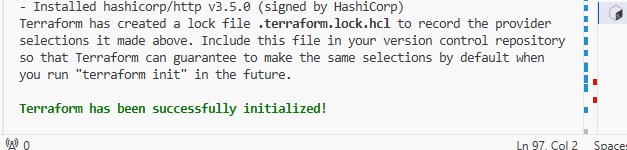 - Installed hashicorp/http v3.5.0 (signed by HashiCorp)
Terraform has created a lock file .terraform.lock.hcl to record the provider
selections it made above. Include this file in your version control repository
so that Terraform can guarantee to make the same selections by default when
you run "terraform init" in the future.
Terraform has been successfully initialized!
0
Ln 97, Col 2
Spaces